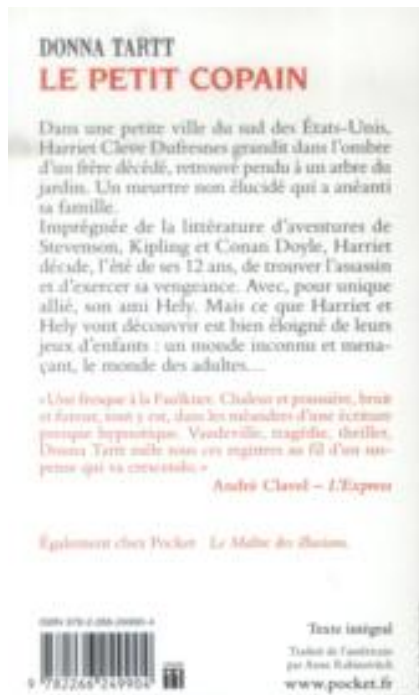 DONNA TARTT
LE PETIT COPAIN
Dans une petite ville du sud des États-Unis,
Harriet Cleve Dufresnes grandit dans l'ombre
d'un frère décédé, retrouvé pendu à un arbre du
jardin. Un meurtre non élucidé qui a anéanti
sa famille.
Imprégnée de la littérature d'aventures de
Stevenson, Kipling et Conan Doyle, Harriet
décide, l'été de ses 12 ans, de trouver l'assassin
et d'exercer sa vengeance. Avec, pour unique
allié, son ami Hely. Mais ce que Harriet et
Hely vont découvrir est bien éloigné de leurs
jeux d'enfants : un monde inconnu et mena-
çant, le monde des adultes...
«Une fresque à la Faulkner. Chaleur et poussière, bruit
et fureur, tout y est, dans les méandres d'une écriture
presque hypnotique. Vaudeville, tragédie, thriller,
Donna Tartt mêle tous ces registres au fil d'un sus-
pense qui va crescendo.»
André Clavel – L'Express
Également chez Pocket : Le Maître des illusions.
Texte intégral
Traduit de l'américain
par Anne Rabinovitch
9 782266 249904
www.pocket.fr